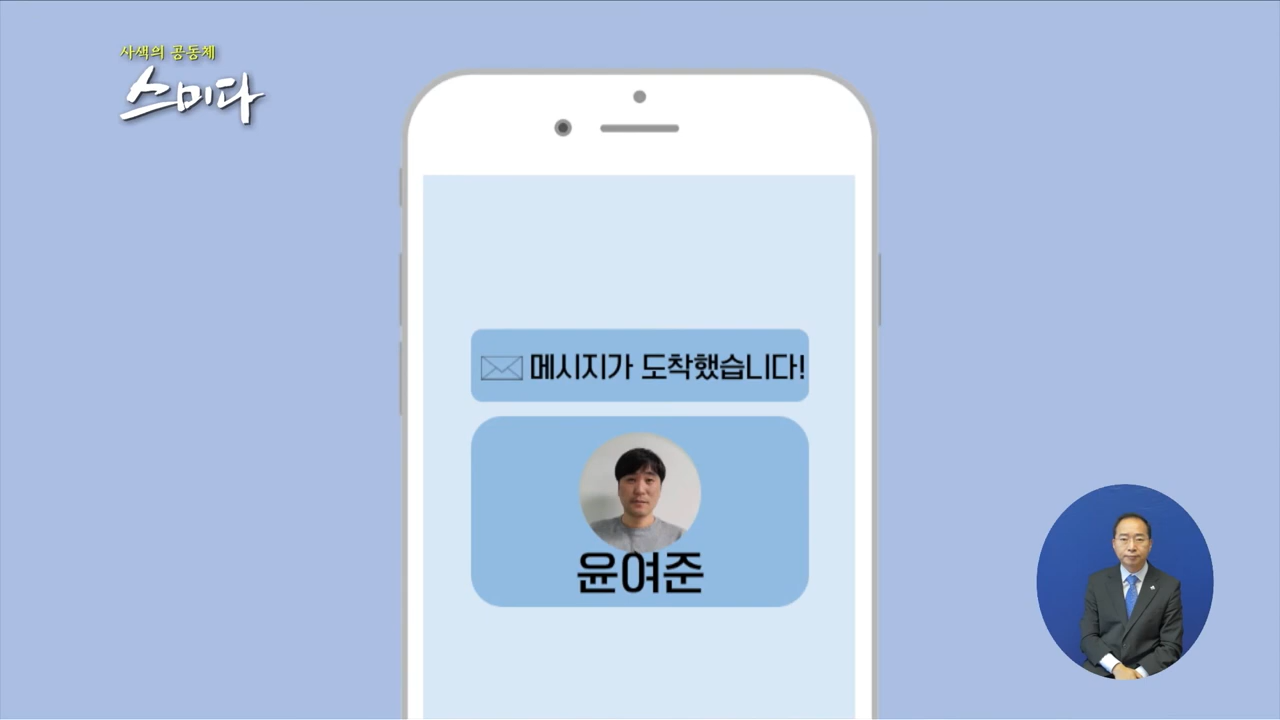 사색의 공동체
스미다
메시지가 도착했습니다!
윤여준